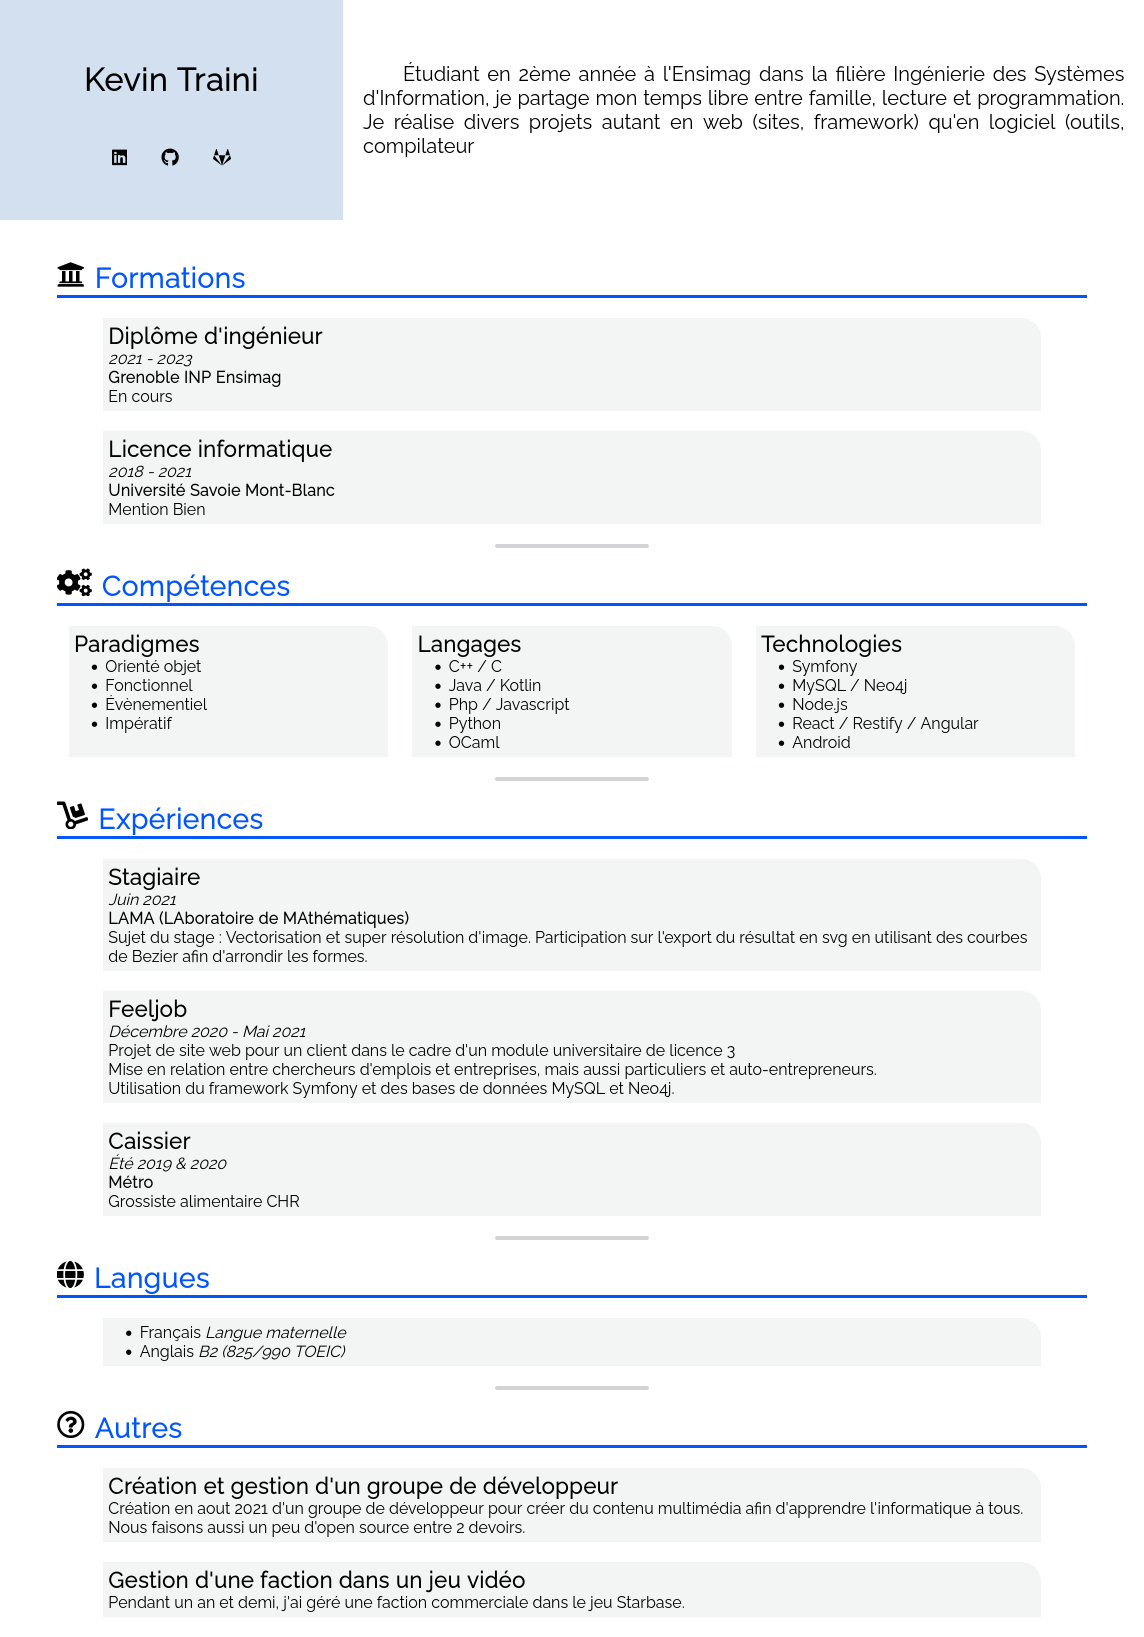 Kevin Traini
Étudiant en 2ème année à l'Ensimag dans la filière Ingénierie des Systèmes
d'Information, je partage mon temps libre entre famille, lecture et programmation.
Je réalise divers projets autant en web (sites, framework) qu'en logiciel (outils,
compilateur
Formations
Diplôme d'ingénieur
2021 - 2023
Grenoble INP Ensimag
En cours
Licence informatique
2018 - 2021
Université Savoie Mont-Blanc
Mention Bien
Compétences
Paradigmes
• Orienté objet
• Fonctionnel
• Évènementiel
• Impératif
Langages
• C++ / C
• Java / Kotlin
• Php / Javascript
• Python
• OCaml
Technologies
• Symfony
• MySQL / Neo4j
• Node.js
• React / Restify / Angular
• Android
Expériences
Stagiaire
Juin 2021
LAMA (LAboratoire de MAthématiques)
Sujet du stage : Vectorisation et super résolution d'image. Participation sur l'export du résultat en svg en utilisant des courbes
de Bezier afin d'arrondir les formes.
Feeljob
Décembre 2020 - Mai 2021
Projet de site web pour un client dans le cadre d'un module universitaire de licence 3
Mise en relation entre chercheurs d'emplois et entreprises, mais aussi particuliers et auto-entrepreneurs.
Utilisation du framework Symfony et des bases de données MySQL et Neo4j.
Caissier
Été 2019 & 2020
Métro
Grossiste alimentaire CHR
Langues
• Français Langue maternelle
• Anglais B2 (825/990 TOEIC)
Autres
Création et gestion d'un groupe de développeur
Création en aout 2021 d'un groupe de développeur pour créer du contenu multimédia afin d'apprendre l'informatique à tous.
Nous faisons aussi un peu d'open source entre 2 devoirs.
Gestion d'une faction dans un jeu vidéo
Pendant un an et demi, j'ai géré une faction commerciale dans le jeu Starbase.